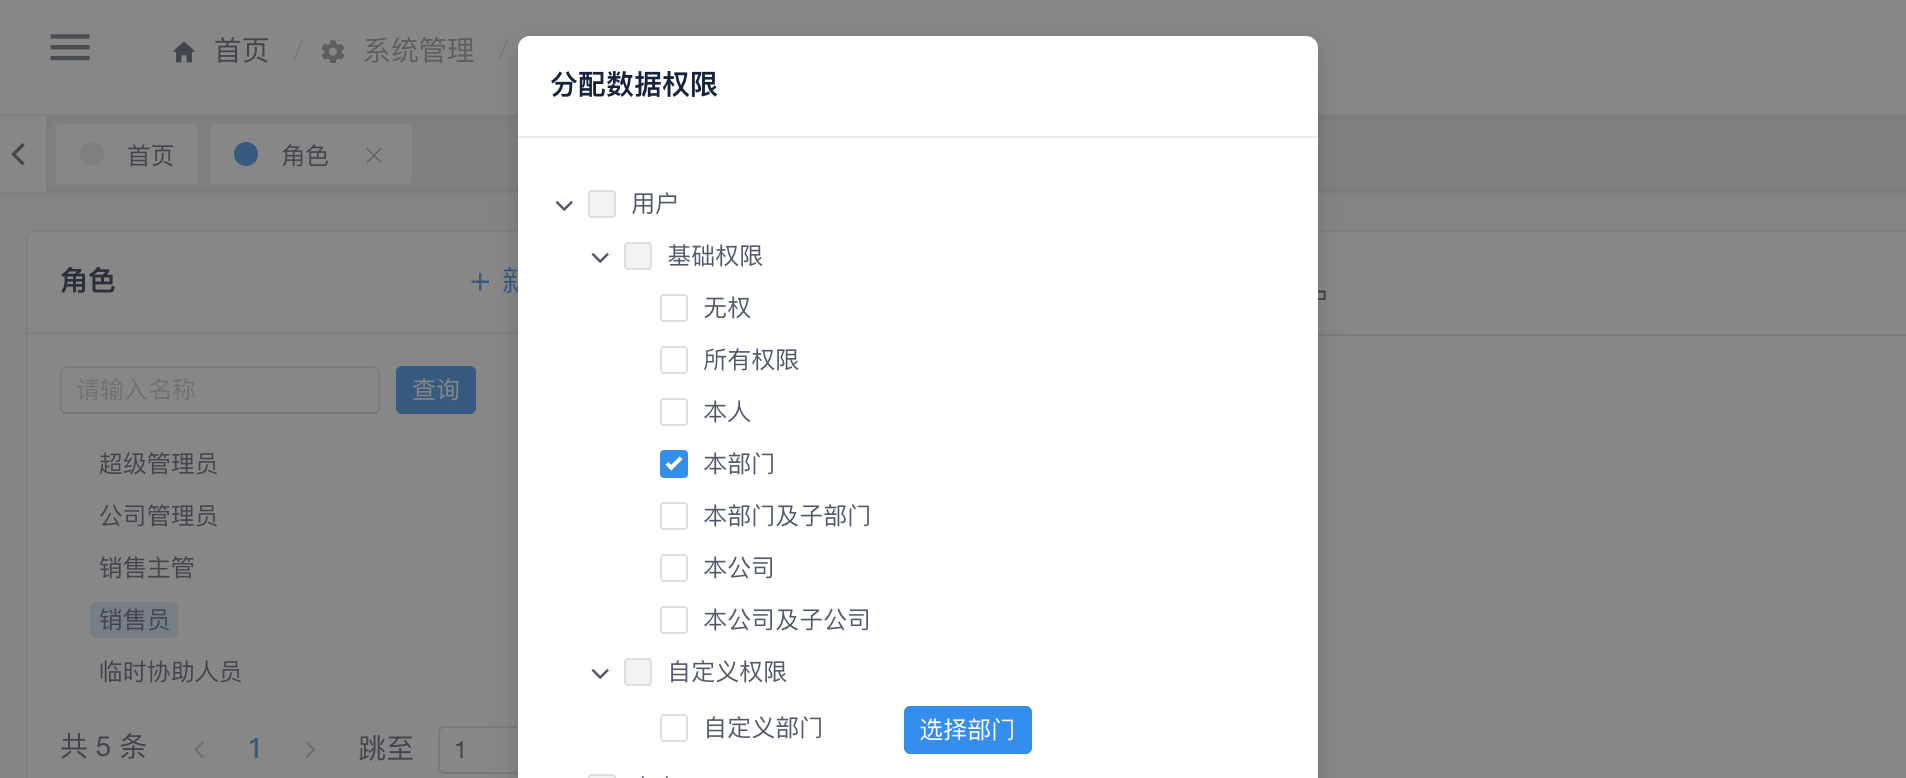 首页 / 系统管理 /
首页
角色
角色
+ 新
请输入名称
查询
超级管理员
公司管理员
销售主管
销售员
临时协助人员
共 5 条
1
跳至
1
分配数据权限
用户
基础权限
无权
所有权限
本人
本部门
本部门及子部门
本公司
本公司及子公司
自定义权限
自定义部门
选择部门